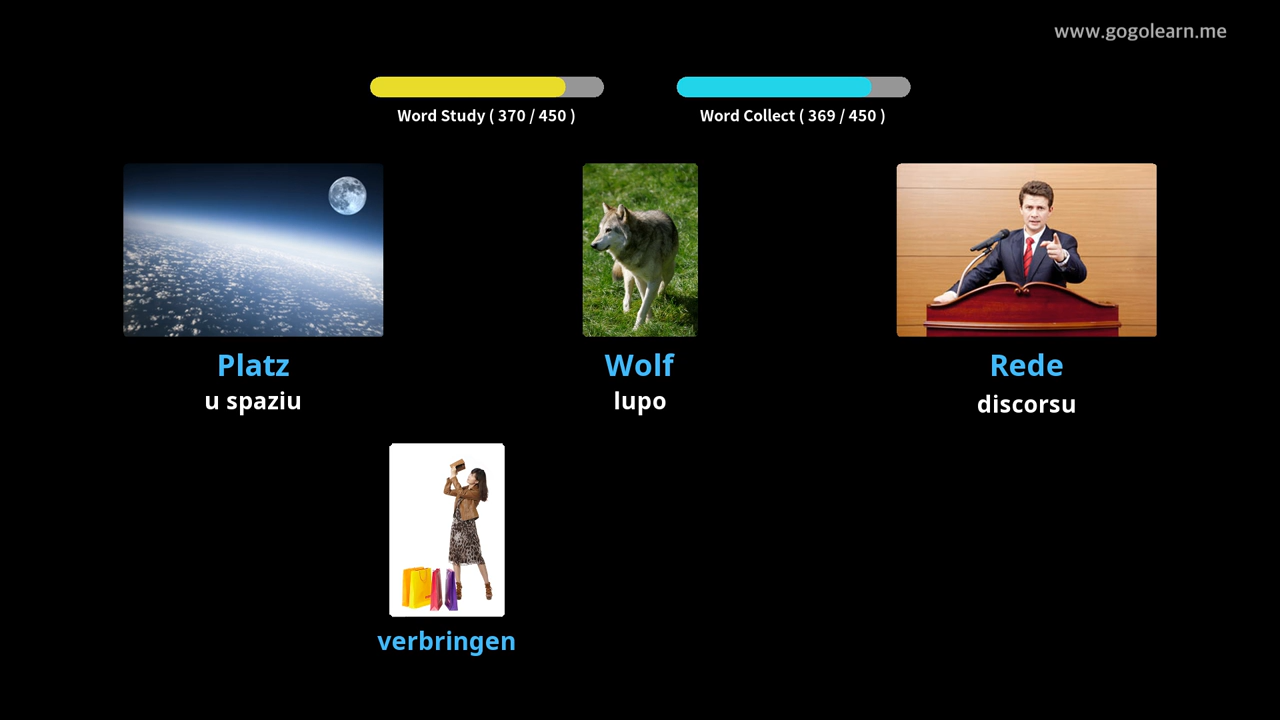 www.gogolearn.me
Word Study ( 370 / 450 )
Word Collect ( 369 / 450 )
Platz
u spaziu
Wolf
lupo
Rede
discorsu
verbringen